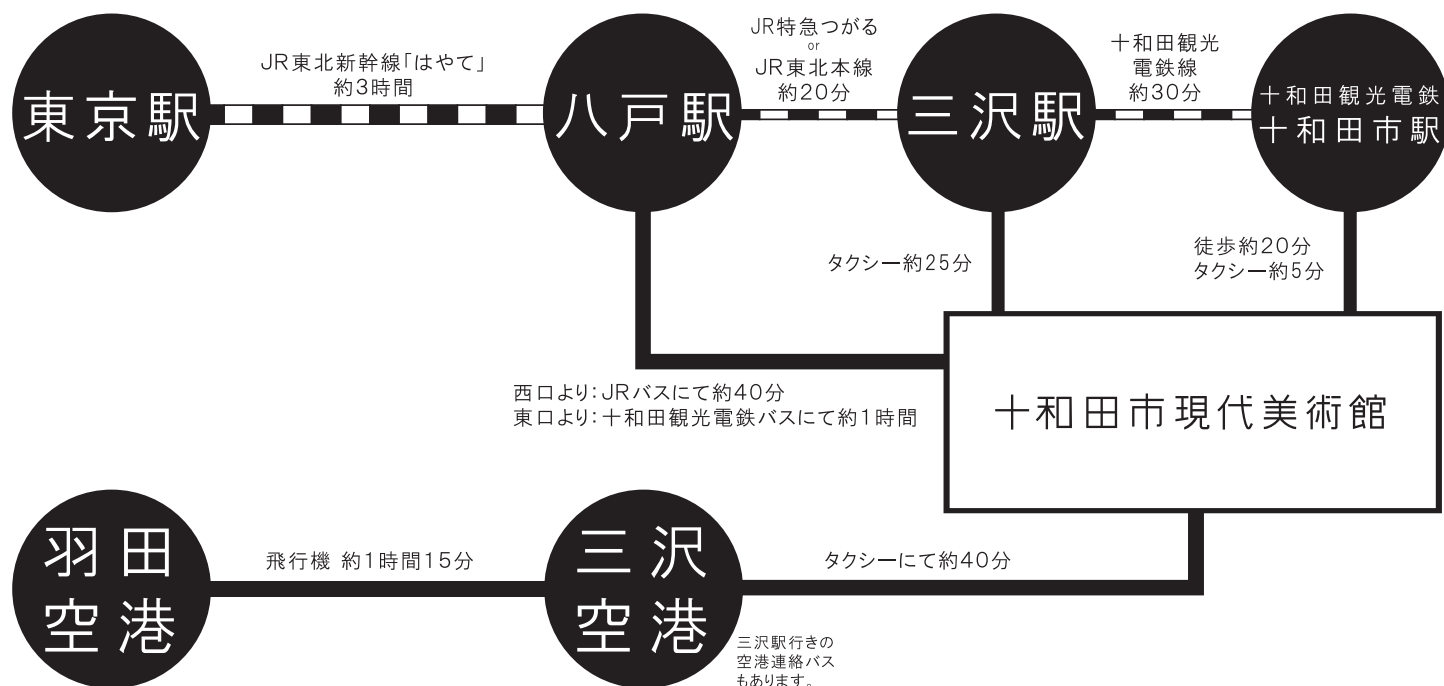 東京駅
JR東北新幹線「はやて」
約3時間
八戸駅
JR特急つがる
or
JR東北本線
約20分
三沢駅
十和田観光
電鉄線
約30分
十和田観光電鉄
十和田市駅
タクシー約25分
徒歩約20分
タクシー約5分
西口より:JRバスにて約40分
東口より:十和田観光電鉄バスにて約1時間
十和田市現代美術館
羽田
空港
飛行機 約1時間15分
三沢
空港
タクシーにて約40分
三沢駅行きの
空港連絡バス
もあります。